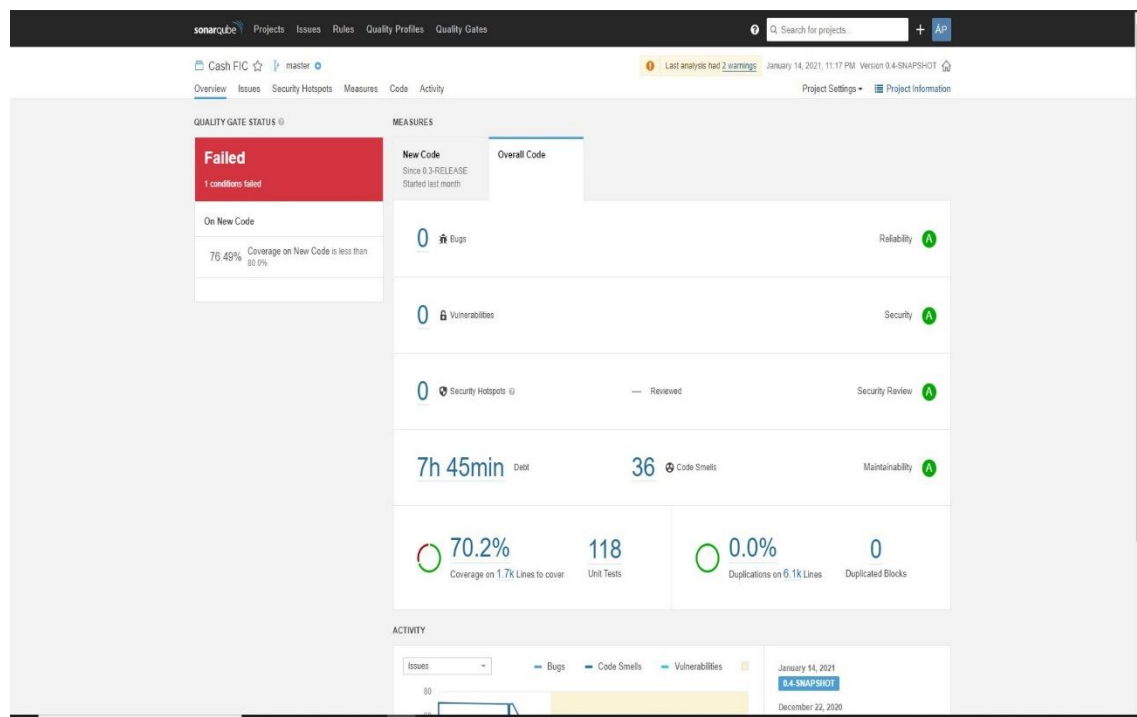 sonarqube Projects Issues Rules Quality Profiles Quality Gates Search for projects... ÁP
Cash FIC master Last analysis had 2 warnings January 14, 2021, 11:17 PM Version 0.4-SNAPSHOT
Overview Issues Security Hotspots Measures Code Activity Project Settings Project Information
QUALITY GATE STATUS
Failed
1 conditions failed
On New Code
76.49% Coverage on New Code is less than
80.0%
MEASURES
New Code
Since 0.3-RELEASE
Started last month
Overall Code
0 Bugs Reliability A
0 Vulnerabilities Security A
0 Security Hotspots — Reviewed Security Review A
7h 45min Debt 36 Code Smells Maintainability A
70.2% 118 0.0% 0
Coverage on 1.7k Lines to cover Unit Tests Duplications on 6.1k Lines Duplicated Blocks
ACTIVITY
Issues Bugs Code Smells Vulnerabilities
80
January 14, 2021
0.4-SNAPSHOT
December 22, 2020